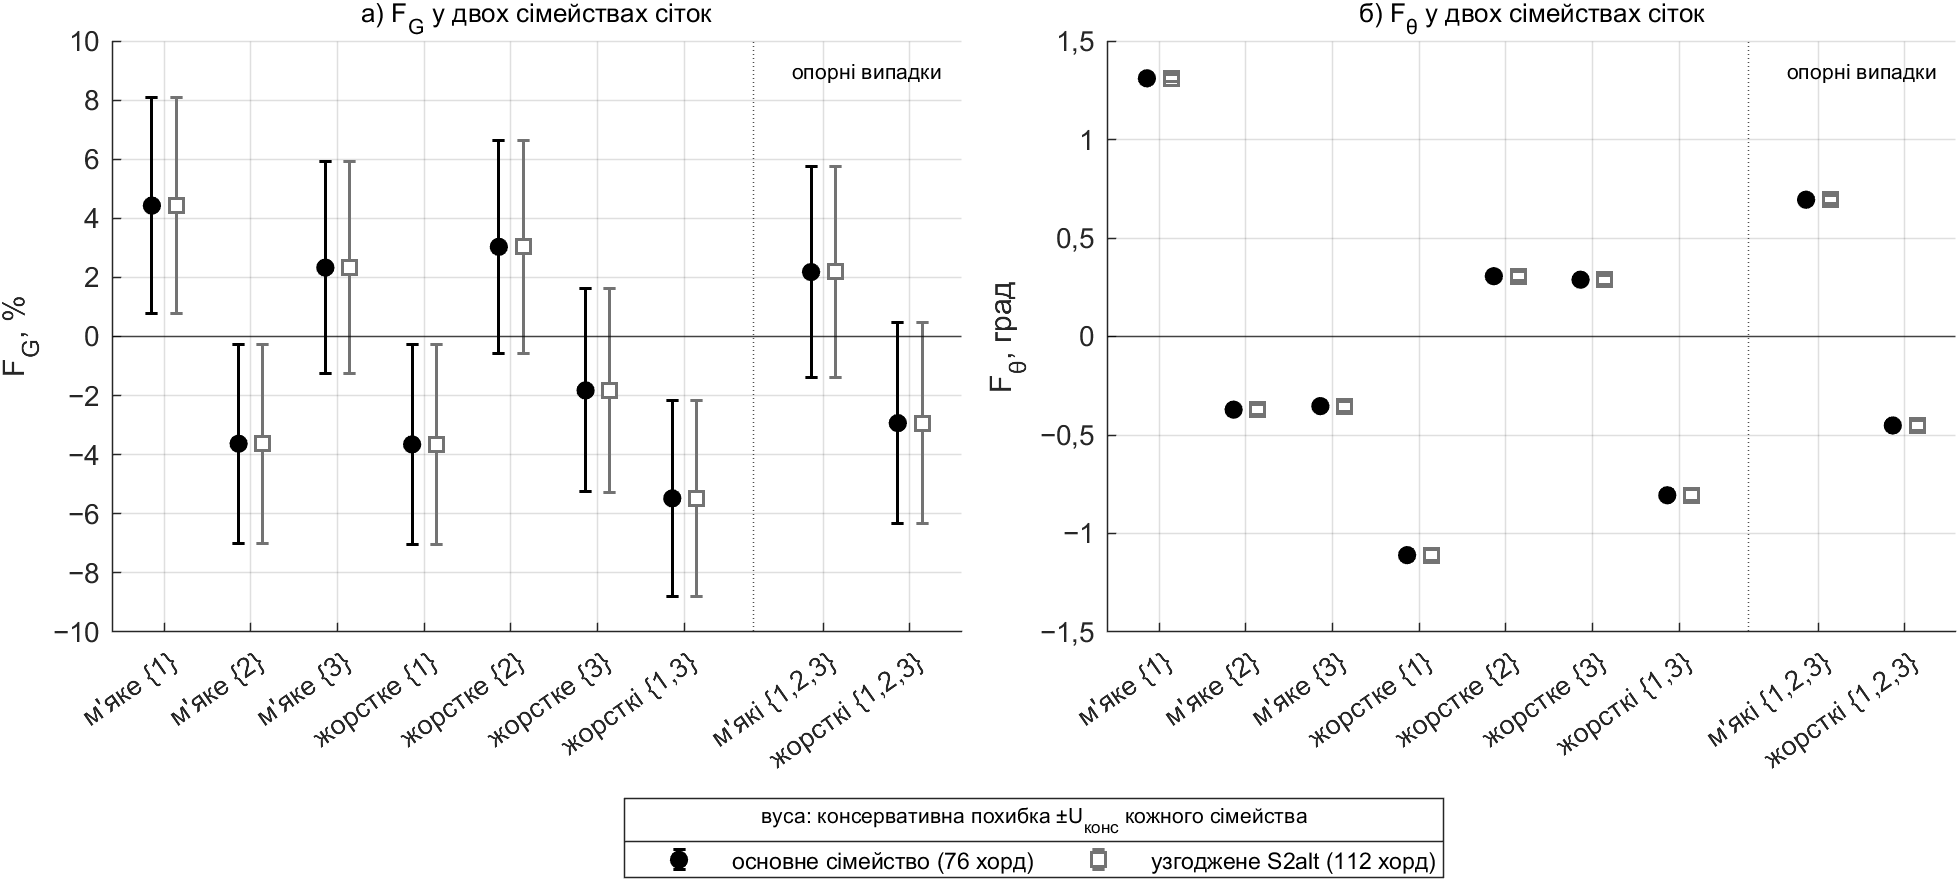 а) F_G у двох сімействах сіток
10
8
6
4
2
0
−2
−4
−6
−8
−10
F_G, %
опорні випадки
м'яке {1}
м'яке {2}
м'яке {3}
жорстке {1}
жорстке {2}
жорстке {3}
жорсткі {1,3}
м'які {1,2,3}
жорсткі {1,2,3}
б) F_θ у двох сімействах сіток
1,5
1
0,5
0
−0,5
−1
−1,5
F_θ, град
опорні випадки
м'яке {1}
м'яке {2}
м'яке {3}
жорстке {1}
жорстке {2}
жорстке {3}
жорсткі {1,3}
м'які {1,2,3}
жорсткі {1,2,3}
вуса: консервативна похибка ±U_конс кожного сімейства
основне сімейство (76 хорд)
узгоджене S2alt (112 хорд)